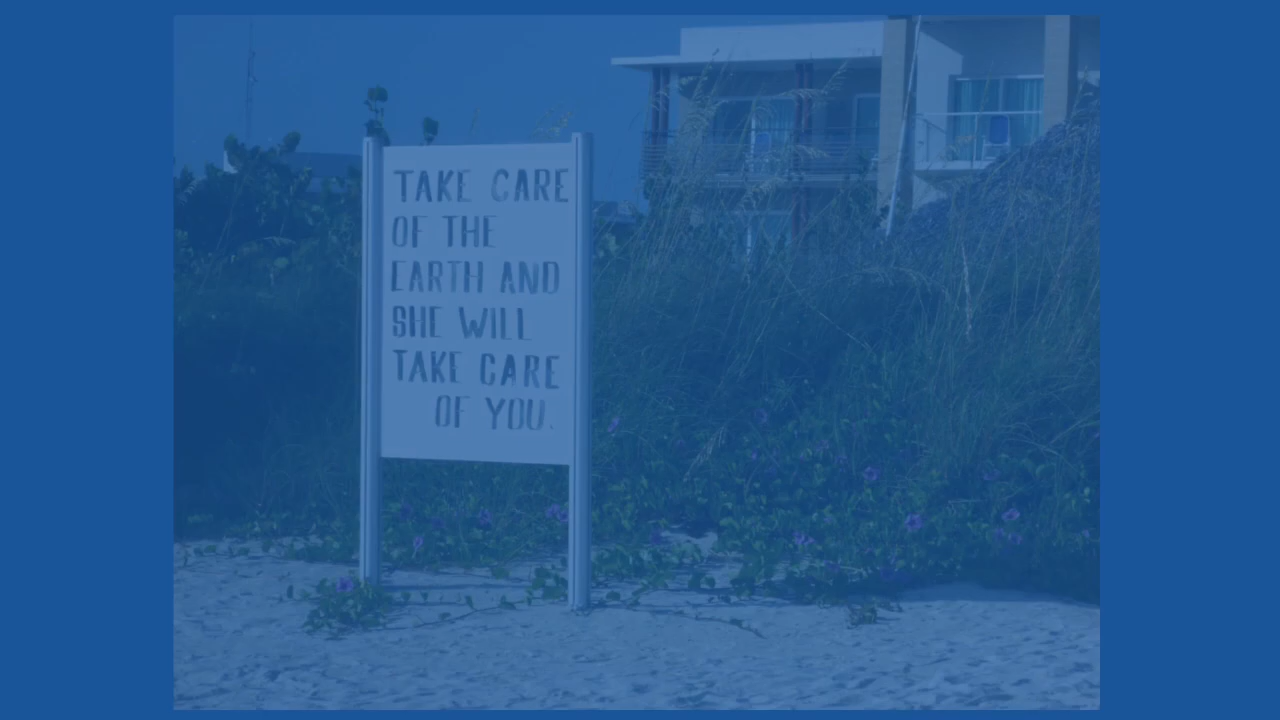 TAKE CARE
OF THE
EARTH AND
SHE WILL
TAKE CARE
OF YOU.